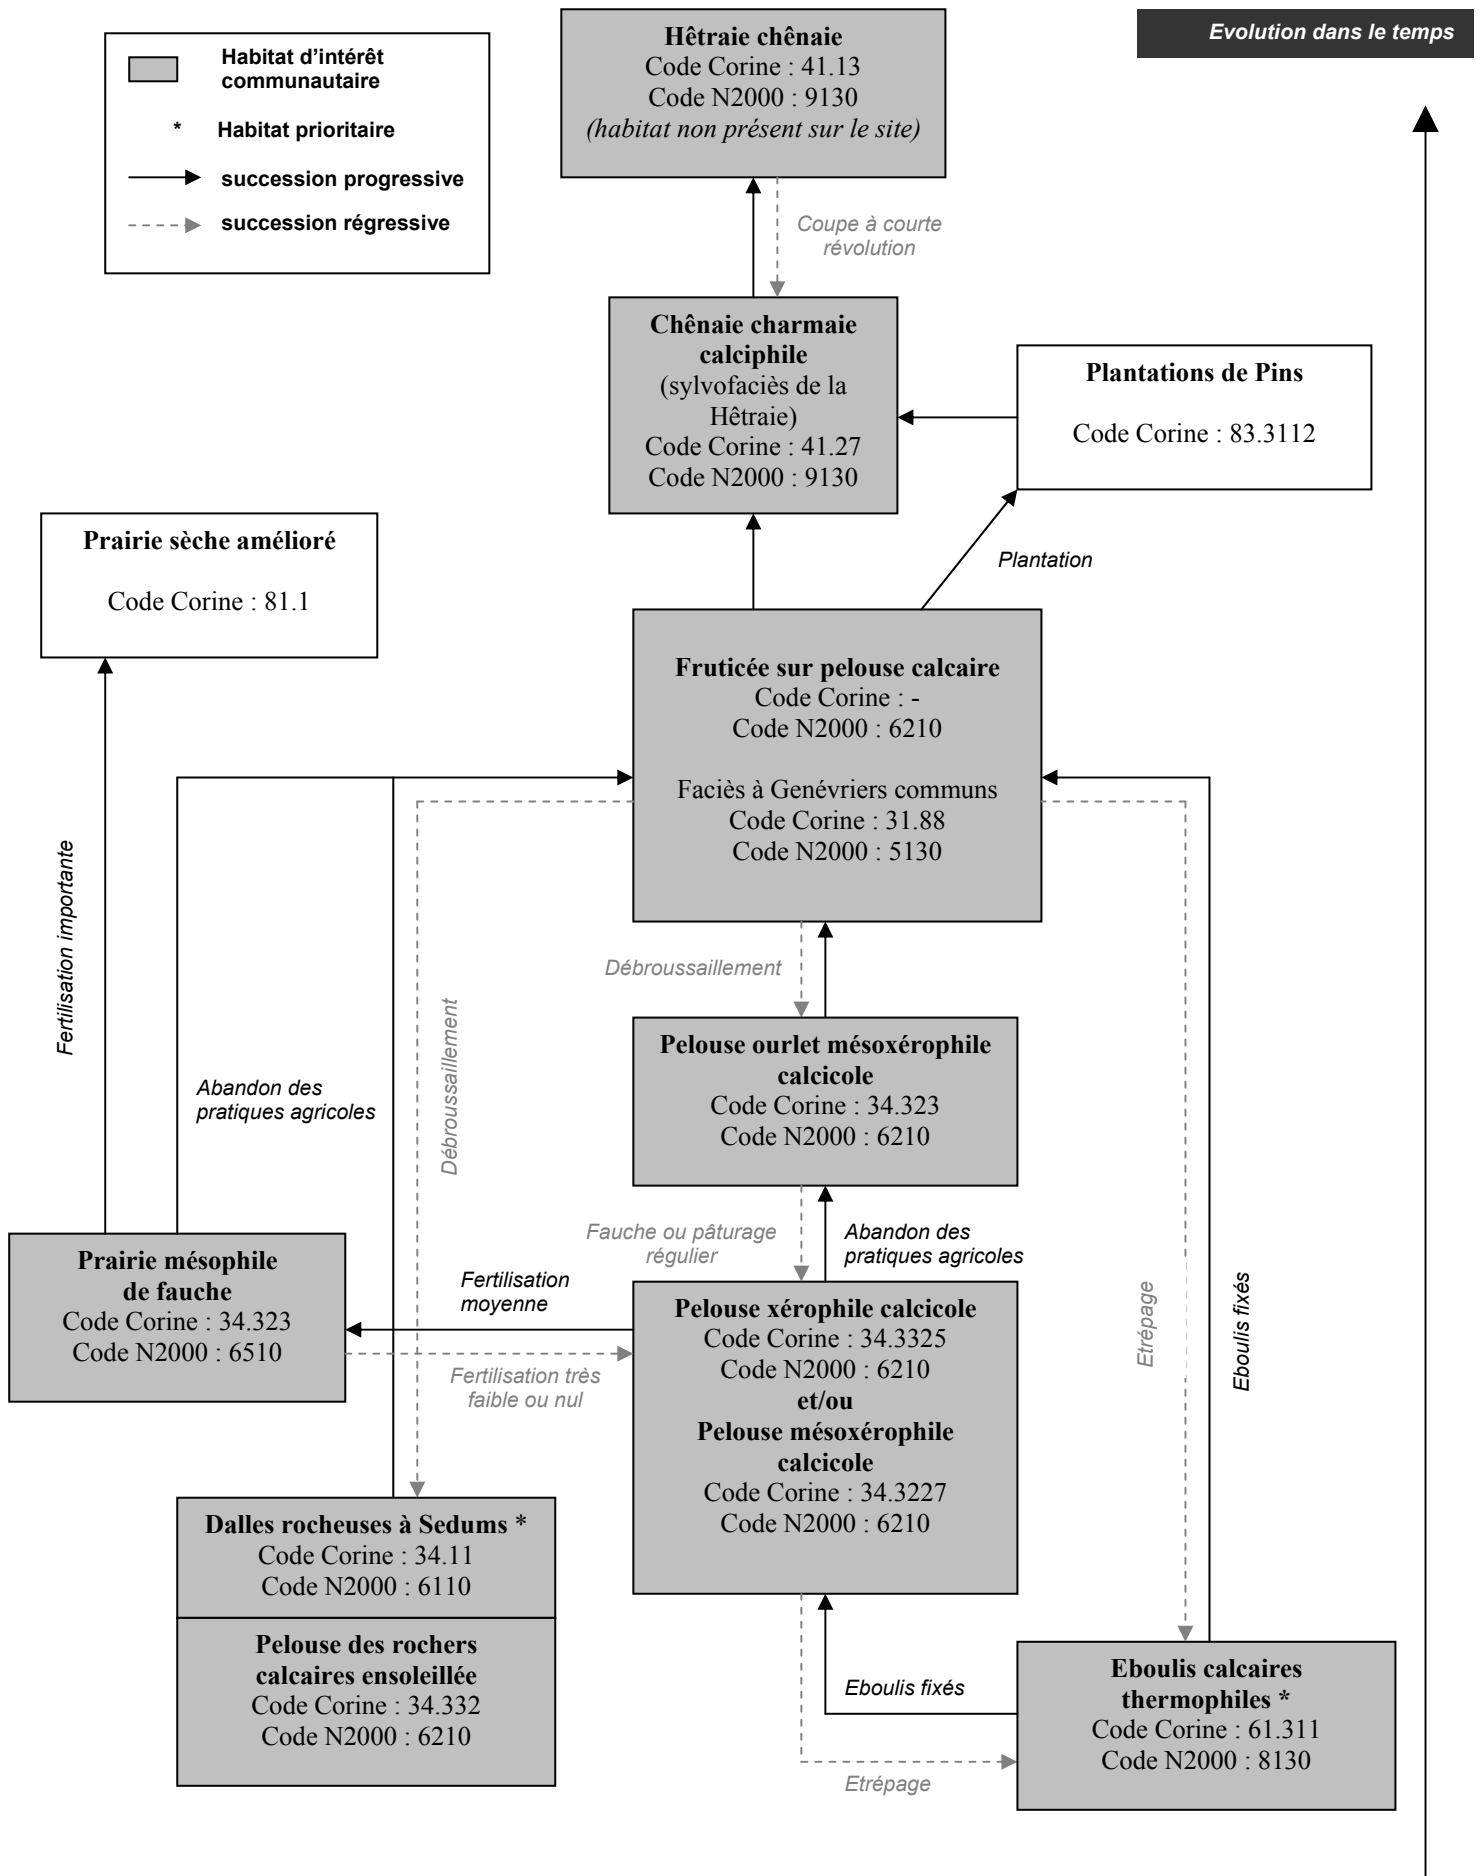 Evolution dans le temps
Habitat d'intérêt
communautaire
* Habitat prioritaire
succession progressive
succession régressive
Hêtraie chênaie
Code Corine : 41.13
Code N2000 : 9130
(habitat non présent sur le site)
Coupe à courte
révolution
Chênaie charmaie
calciphile
(sylvofaciès de la
Hêtraie)
Code Corine : 41.27
Code N2000 : 9130
Plantations de Pins
Code Corine : 83.3112
Plantation
Prairie sèche amélioré
Code Corine : 81.1
Fruticée sur pelouse calcaire
Code Corine : -
Code N2000 : 6210
Faciès à Genévriers communs
Code Corine : 31.88
Code N2000 : 5130
Fertilisation importante
Débroussaillement
Débroussaillement
Abandon des
pratiques agricoles
Pelouse ourlet mésoxérophile
calcicole
Code Corine : 34.323
Code N2000 : 6210
Fauche ou pâturage
régulier
Abandon des
pratiques agricoles
Etrépage
Eboulis fixés
Prairie mésophile
de fauche
Code Corine : 34.323
Code N2000 : 6510
Fertilisation
moyenne
Fertilisation très
faible ou nul
Pelouse xérophile calcicole
Code Corine : 34.3325
Code N2000 : 6210
et/ou
Pelouse mésoxérophile
calcicole
Code Corine : 34.3227
Code N2000 : 6210
Dalles rocheuses à Sedums *
Code Corine : 34.11
Code N2000 : 6110
Pelouse des rochers
calcaires ensoleillée
Code Corine : 34.332
Code N2000 : 6210
Eboulis fixés
Etrépage
Eboulis calcaires
thermophiles *
Code Corine : 61.311
Code N2000 : 8130